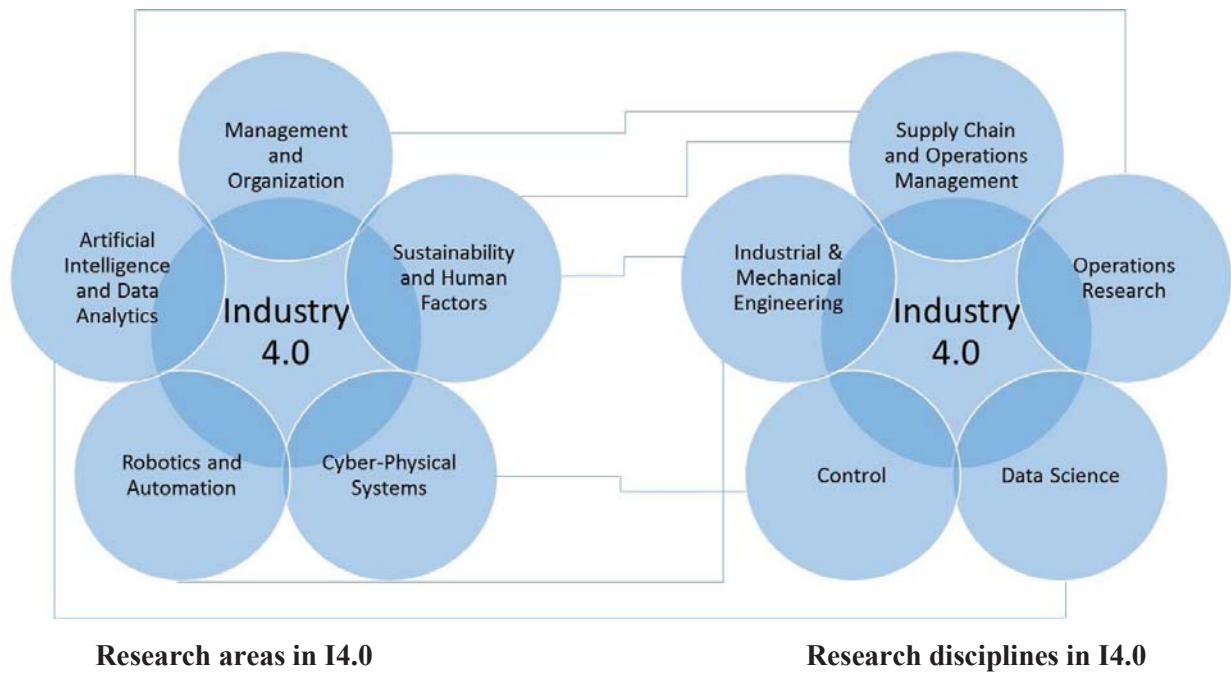 Management
and
Organization
Artificial
Intelligence
and Data
Analytics
Sustainability
and Human
Factors
Industry
4.0
Robotics and
Automation
Cyber-Physical
Systems
Supply Chain
and Operations
Management
Industrial &
Mechanical
Engineering
Operations
Research
Industry
4.0
Control
Data Science
Research areas in I4.0
Research disciplines in I4.0